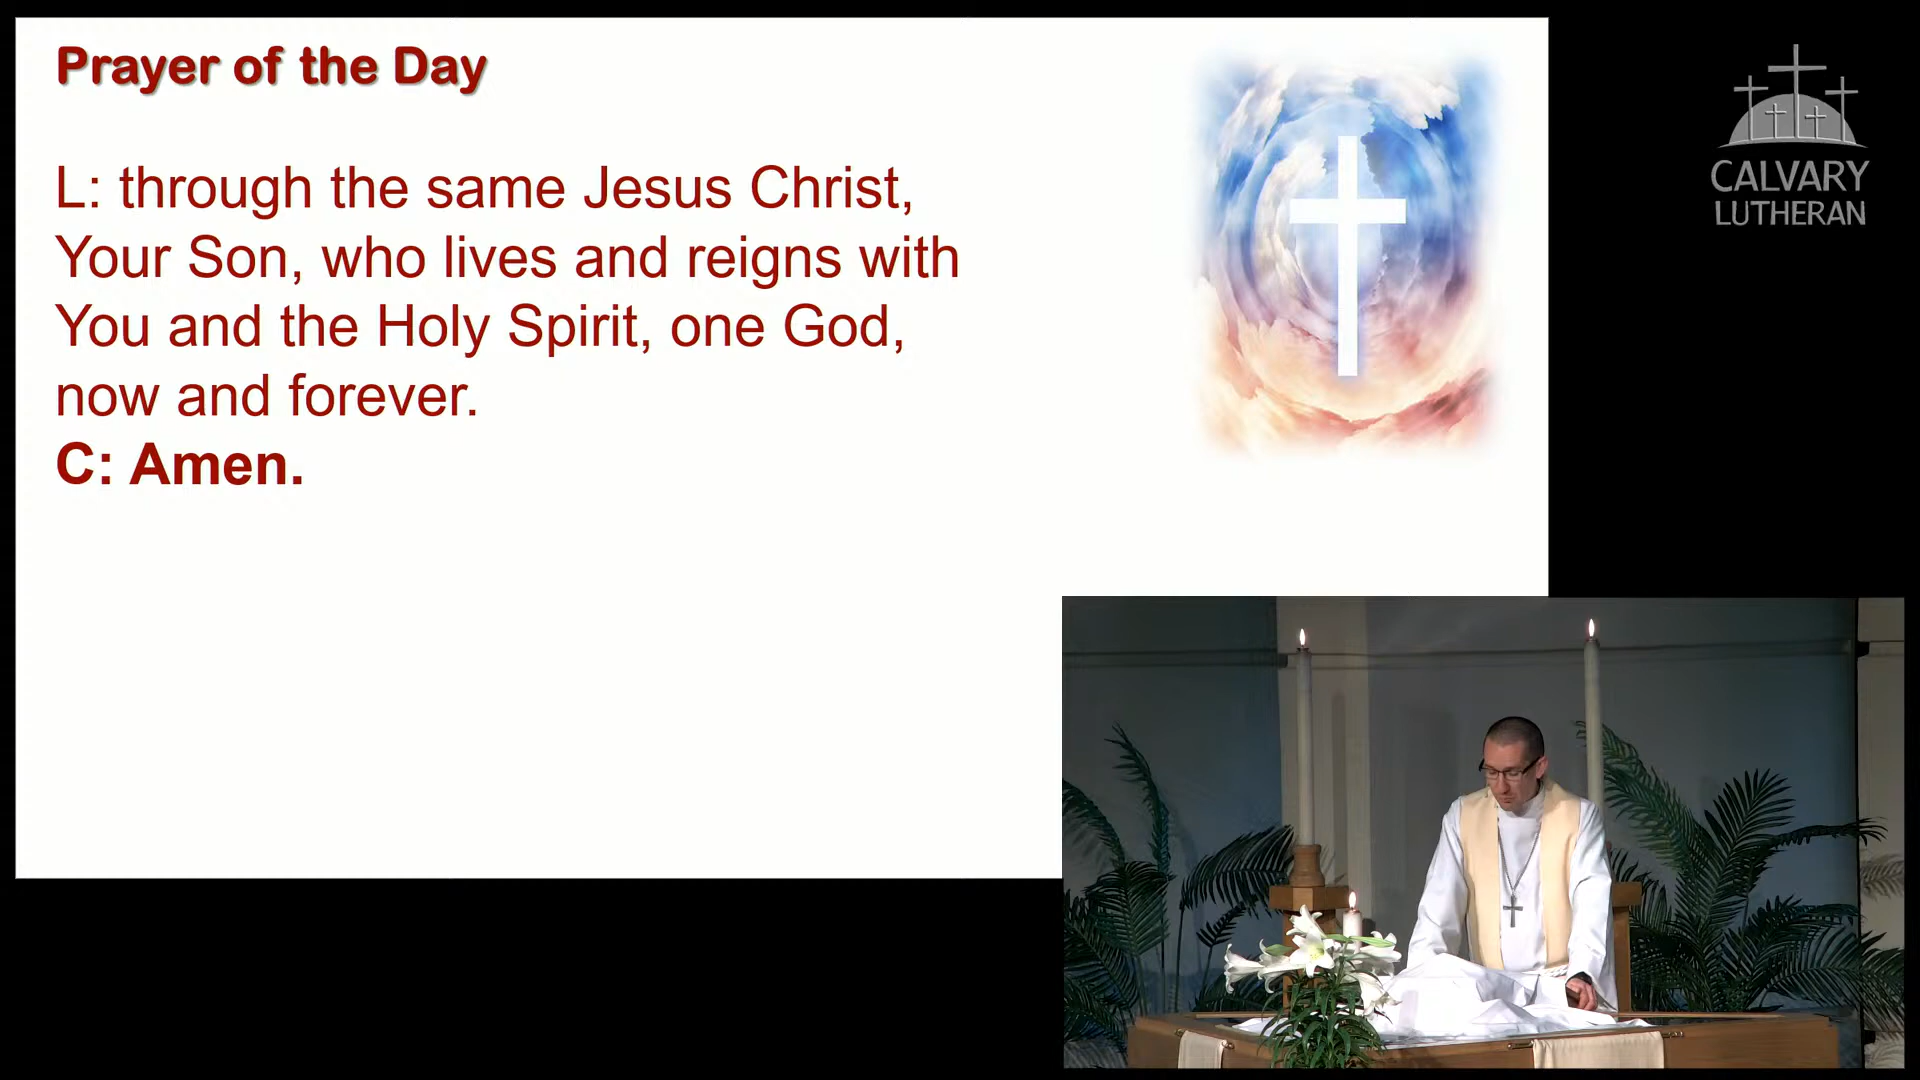 Prayer of the Day
L: through the same Jesus Christ,
Your Son, who lives and reigns with
You and the Holy Spirit, one God,
now and forever.
C: Amen.
CALVARY
LUTHERAN